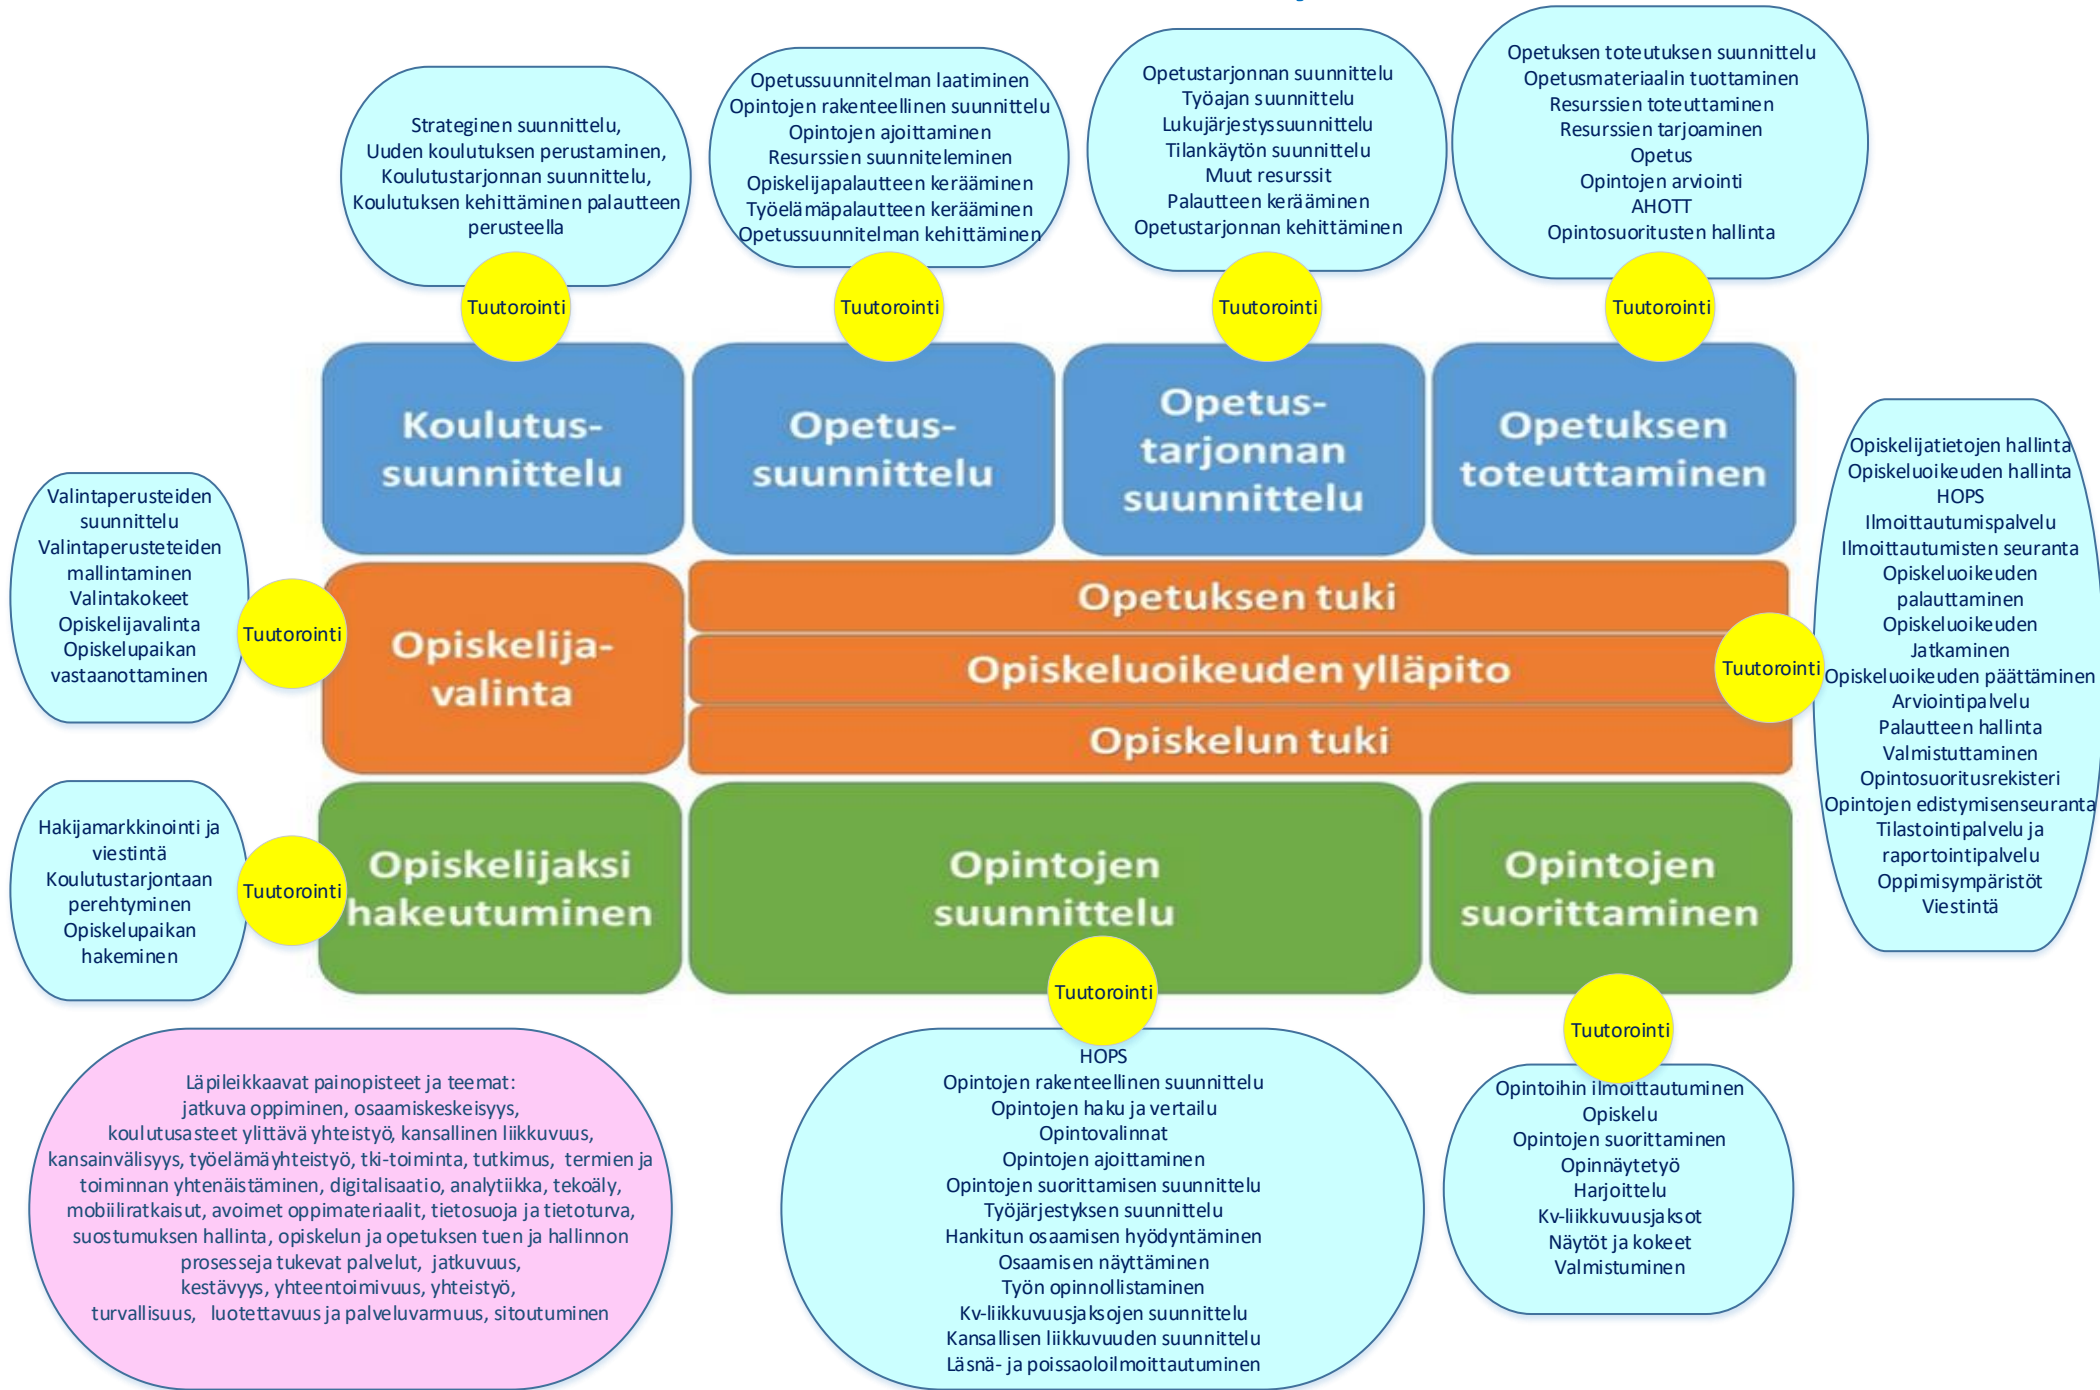 Strateginen suunnittelu,
Uuden koulutuksen perustaminen,
Koulutustarjonnan suunnittelu,
Koulutuksen kehittäminen palautteen
perusteella
Opetussuunnitelman laatiminen
Opintojen rakenteellinen suunnittelu
Opintojen ajoittaminen
Resurssien suunniteleminen
Opiskelijapalautteen kerääminen
Työelämäpalautteen kerääminen
Opetussuunnitelman kehittäminen
Opetustarjonnan suunnittelu
Työajan suunnittelu
Lukujärjestyssuunnittelu
Tilankäytön suunnittelu
Muut resurssit
Palautteen kerääminen
Opetustarjonnan kehittäminen
Opetuksen toteutuksen suunnittelu
Opetusmateriaalin tuottaminen
Resurssien toteuttaminen
Resurssien tarjoaminen
Opetus
Opintojen arviointi
AHOTT
Opintosuoritusten hallinta
Tuutorointi
Tuutorointi
Tuutorointi
Tuutorointi
Koulutus-
suunnittelu
Opetus-
suunnittelu
Opetus-
tarjonnan
suunnittelu
Opetuksen
toteuttaminen
Valintaperusteiden
suunnittelu
Valintaperusteteiden
mallintaminen
Valintakokeet
Opiskelijavalinta
Opiskelupaikan
vastaanottaminen
Tuutorointi
Opiskelija-
valinta
Opetuksen tuki
Opiskeluoikeuden ylläpito
Opiskelun tuki
Tuutorointi
Opiskelijatietojen hallinta
Opiskeluoikeuden hallinta
HOPS
Ilmoittautumispalvelu
Ilmoittautumisten seuranta
Opiskeluoikeuden
palauttaminen
Opiskeluoikeuden
Jatkaminen
Opiskeluoikeuden päättäminen
Arviointipalvelu
Palautteen hallinta
Valmistuttaminen
Opintosuoritusrekisteri
Opintojen edistymisenseuranta
Tilastointipalvelu ja
raportointipalvelu
Oppimisympäristöt
Viestintä
Hakijamarkkinointi ja
viestintä
Koulutustarjontaan
perehtyminen
Opiskelupaikan
hakeminen
Tuutorointi
Opiskelijaksi
hakeutuminen
Opintojen
suunnittelu
Opintojen
suorittaminen
Tuutorointi
Tuutorointi
Läpileikkaavat painopisteet ja teemat:
jatkuva oppiminen, osaamiskeskeisyys,
koulutusasteet ylittävä yhteistyö, kansallinen liikkuvuus,
kansainvälisyys, työelämäyhteistyö, tki-toiminta, tutkimus, termien ja
toiminnan yhtenäistäminen, digitalisaatio, analytiikka, tekoäly,
mobiiliratkaisut, avoimet oppimateriaalit, tietosuoja ja tietoturva,
suostumuksen hallinta, opiskelun ja opetuksen tuen ja hallinnon
prosesseja tukevat palvelut, jatkuvuus,
kestävyys, yhteentoimivuus, yhteistyö,
turvallisuus, luotettavuus ja palveluvarmuus, sitoutuminen
HOPS
Opintojen rakenteellinen suunnittelu
Opintojen haku ja vertailu
Opintovalinnat
Opintojen ajoittaminen
Opintojen suorittamisen suunnittelu
Työjärjestyksen suunnittelu
Hankitun osaamisen hyödyntäminen
Osaamisen näyttäminen
Työn opinnollistaminen
Kv-liikkuvuusjaksojen suunnittelu
Kansallisen liikkuvuuden suunnittelu
Läsnä- ja poissaoloilmoittautuminen
Opintoihin ilmoittautuminen
Opiskelu
Opintojen suorittaminen
Opinnäytetyö
Harjoittelu
Kv-liikkuvuusjaksot
Näytöt ja kokeet
Valmistuminen